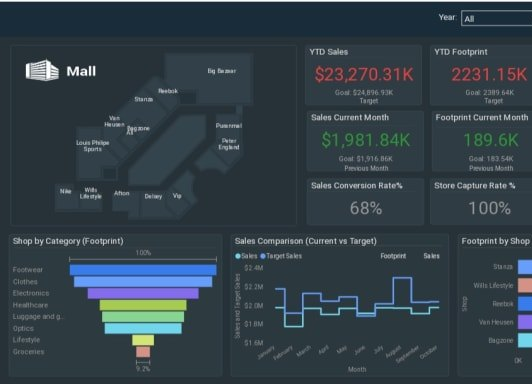 Year:
All
Mall
Big Bazaar
Reebok
Stanza
Van
Heusen
Bagzone
All
Louis Philipe
Sports
Pusenmal
Peter
England
Nike
Wills
Lifestyle
Afton
Delsey
Vip
YTD Sales
$23,270.31K
Goal: $24,896.93K
Target
YTD Footprint
2231.15K
Goal: 2389.64K
Target
Sales Current Month
$1,981.84K
Goal: $1,916.86K
Previous Month
Footprint Current Month
189.6K
Goal: 183.54K
Previous Month
Sales Conversion Rate%
68%
Store Capture Rate %
100%
Shop by Category (Footprint)
100%
Footwear
Clothes
Electronics
Healthcare
Luggage and g...
Optics
Lifestyle
Groceries
9.2%
Sales Comparison (Current vs Target)
Sales Target Sales
Footprint Sales
Sales and Target Sales
$2.4M
$2.2M
$2.0M
$1.8M
$1.6M
January
February
March
April
May
June
July
August
September
October
Month
Footprint by Shop
Shop
Stanza
Wills Lifestyle
Reebok
Van Heusen
Bagzone
0K